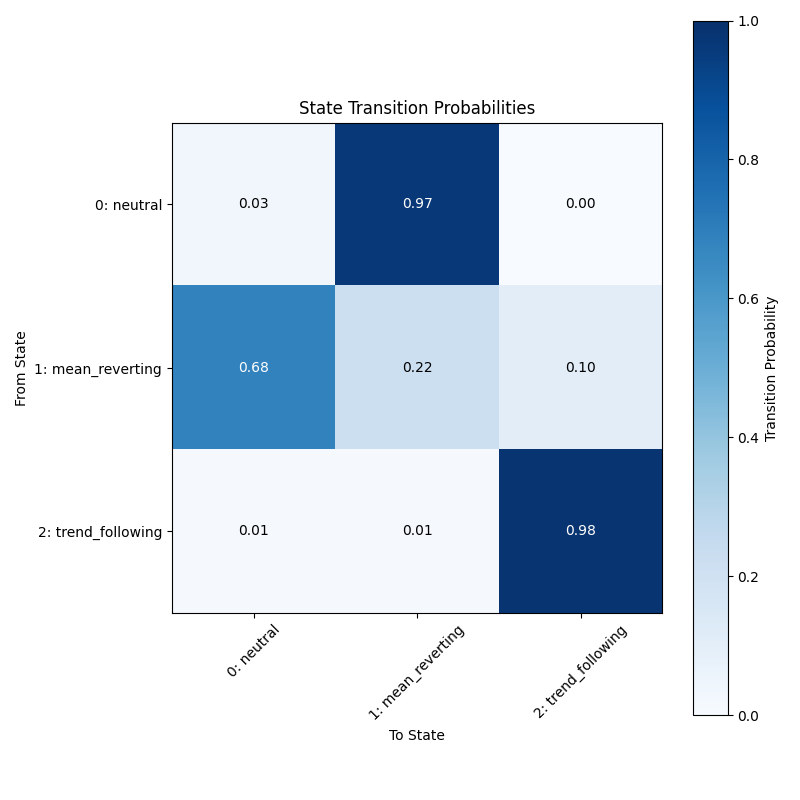 State Transition Probabilities
From State
0: neutral
1: mean_reverting
2: trend_following
0.03 0.97 0.00
0.68 0.22 0.10
0.01 0.01 0.98
0: neutral
1: mean_reverting
2: trend_following
To State
1.0
0.8
0.6
0.4
0.2
0.0
Transition Probability